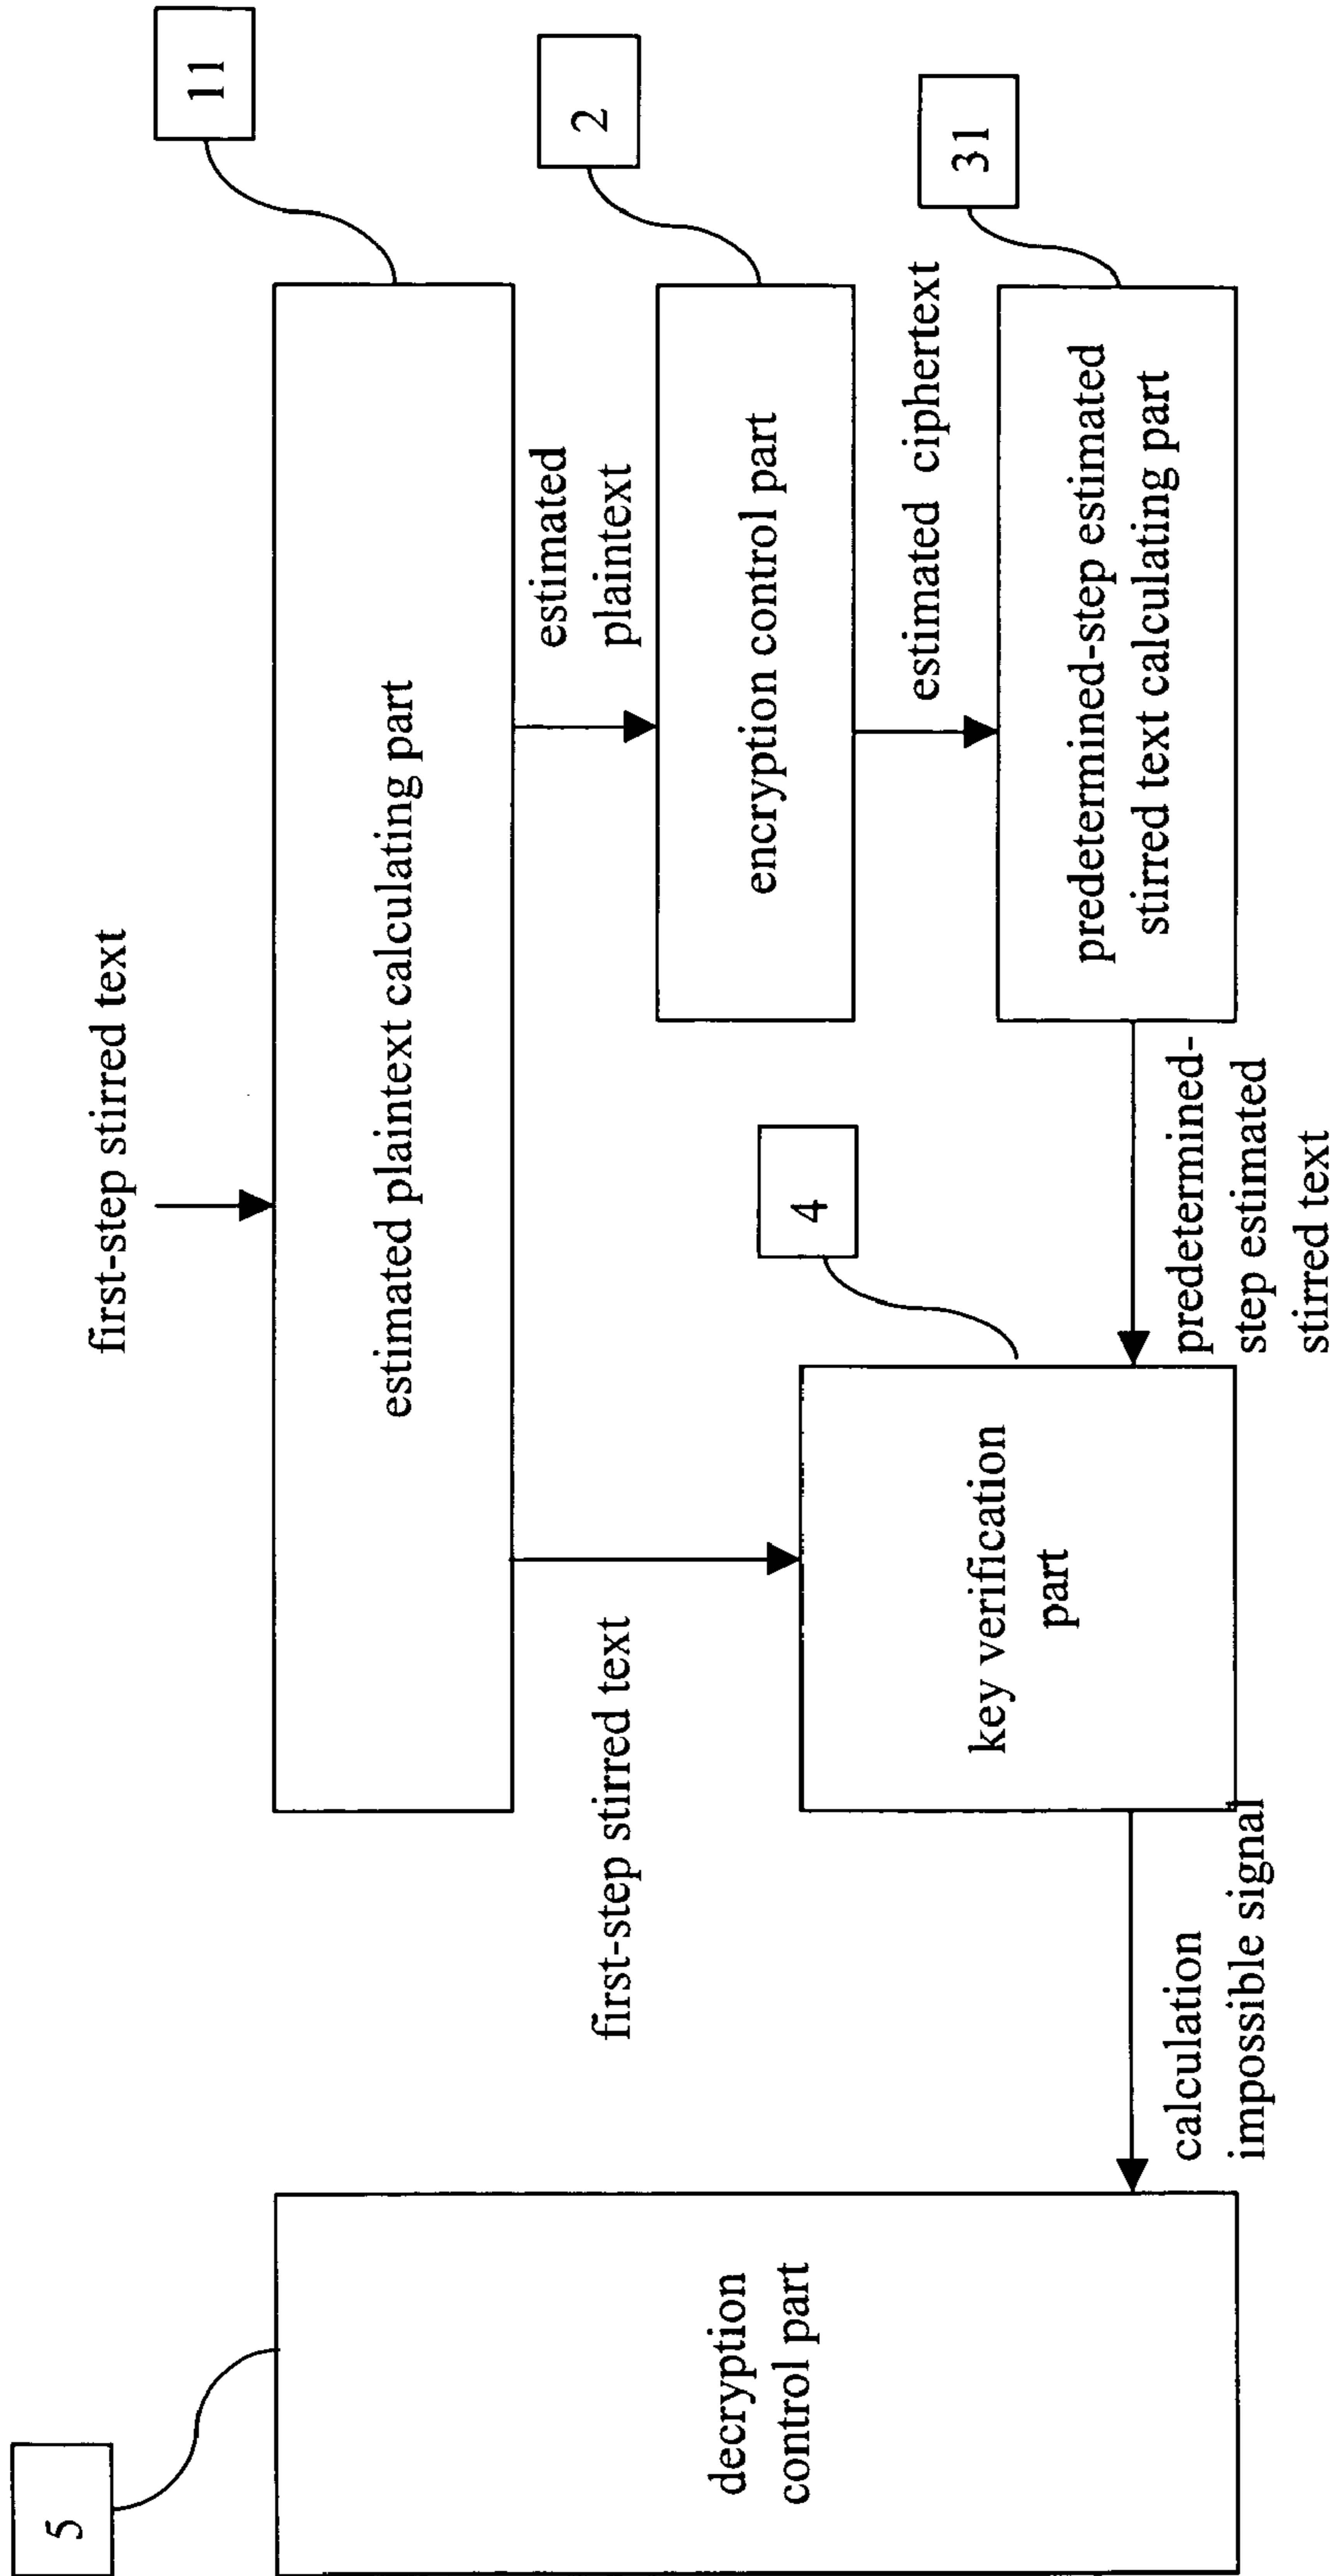 5
first-step stirred text
11
estimated plaintext calculating part
first-step stirred text
estimated
plaintext
2
decryption
control part
encryption control part
4
estimated ciphertext
31
key verification
part
predetermined-step estimated
stirred text calculating part
calculation
impossible signal
predetermined-
step estimated
stirred text